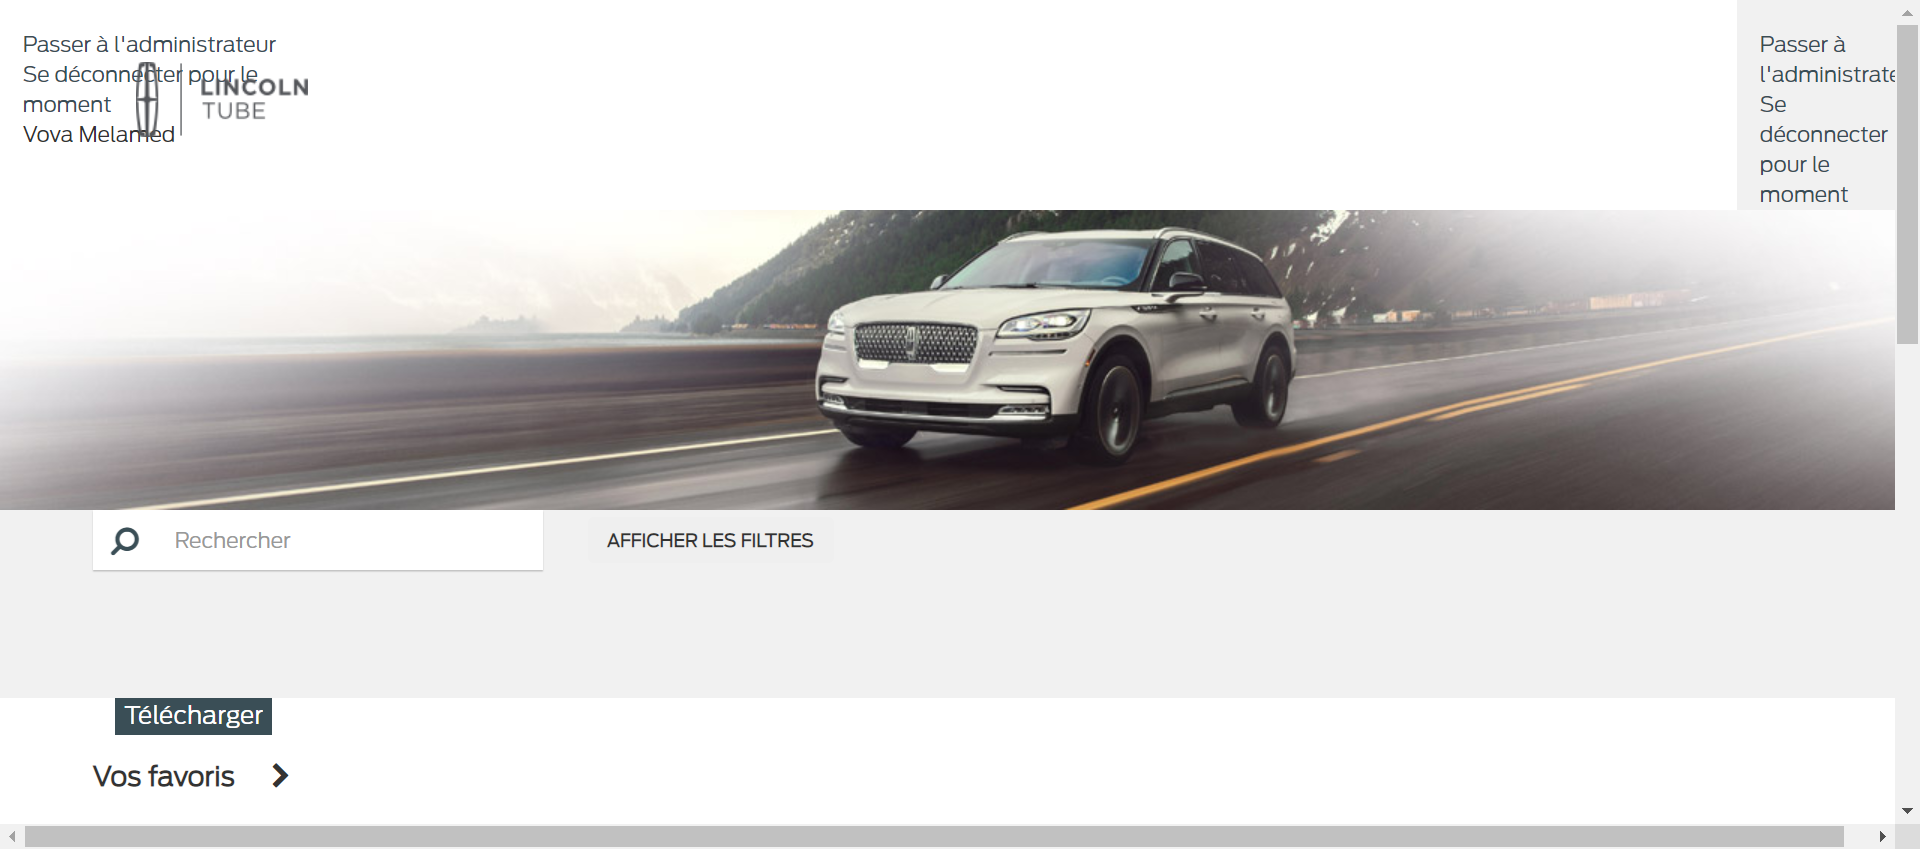 Passer à l'administrateur
Se déconnecter pour le
moment
Vova Melamed
LINCOLN
TUBE
Passer à
l'administrate
Se
déconnecter
pour le
moment
Rechercher
AFFICHER LES FILTRES
Télécharger
Vos favoris